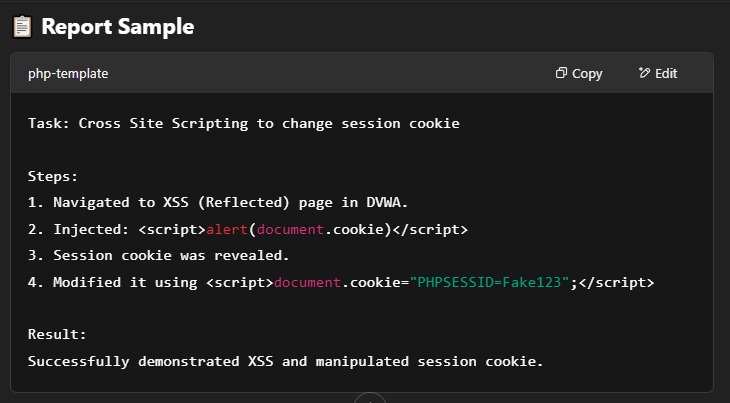 Report Sample
php-template
Copy
Edit
Task: Cross Site Scripting to change session cookie
Steps:
1. Navigated to XSS (Reflected) page in DVWA.
2. Injected: <script>alert(document.cookie)</script>
3. Session cookie was revealed.
4. Modified it using <script>document.cookie="PHPSESSID=Fake123";</script>
Result:
Successfully demonstrated XSS and manipulated session cookie.